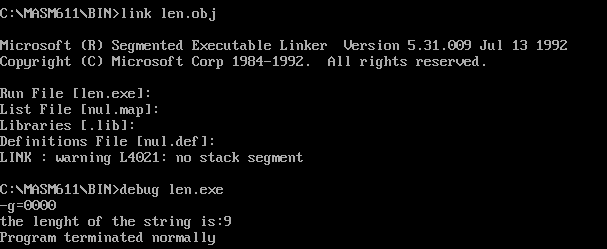 C:\MASM611\BIN>link len.obj
Microsoft (R) Segmented Executable Linker  Version 5.31.009 Jul 13 1992
Copyright (C) Microsoft Corp 1984-1992.  All rights reserved.
Run File [len.exe]:
List File [nul.map]:
Libraries [.lib]:
Definitions File [nul.def]:
LINK : warning L4021: no stack segment
C:\MASM611\BIN>debug len.exe
-g=0000
the lenght of the string is:9
Program terminated normally